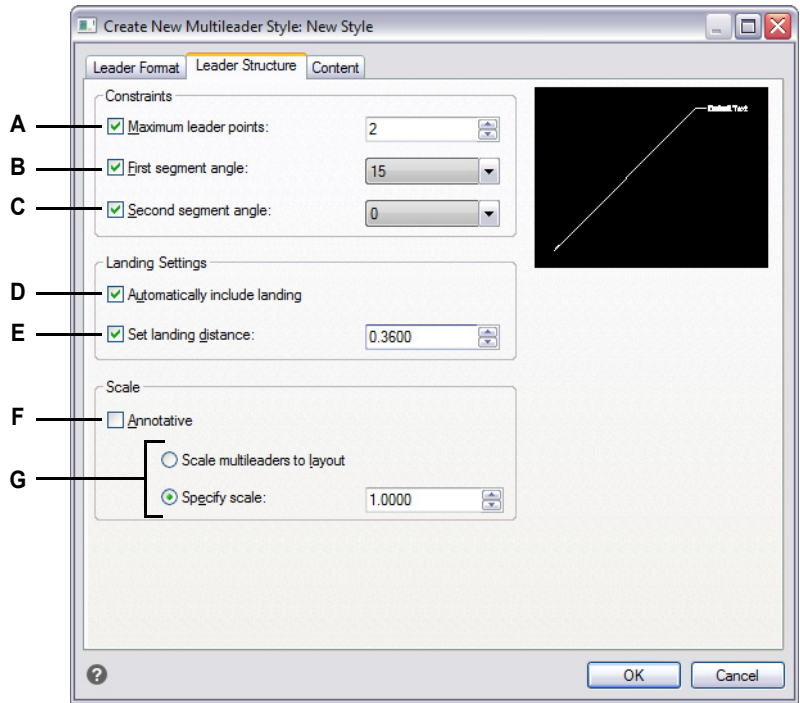 Create New Multileader Style: New Style
Leader Format Leader Structure Content
Constraints
A Maximum leader points: 2
B First segment angle: 15
C Second segment angle: 0
Default Text
Landing Settings
D Automatically include landing
E Set landing distance: 0.3600
Scale
F Annotative
G
Scale multileaders to layout
Specify scale: 1.0000
? OK Cancel